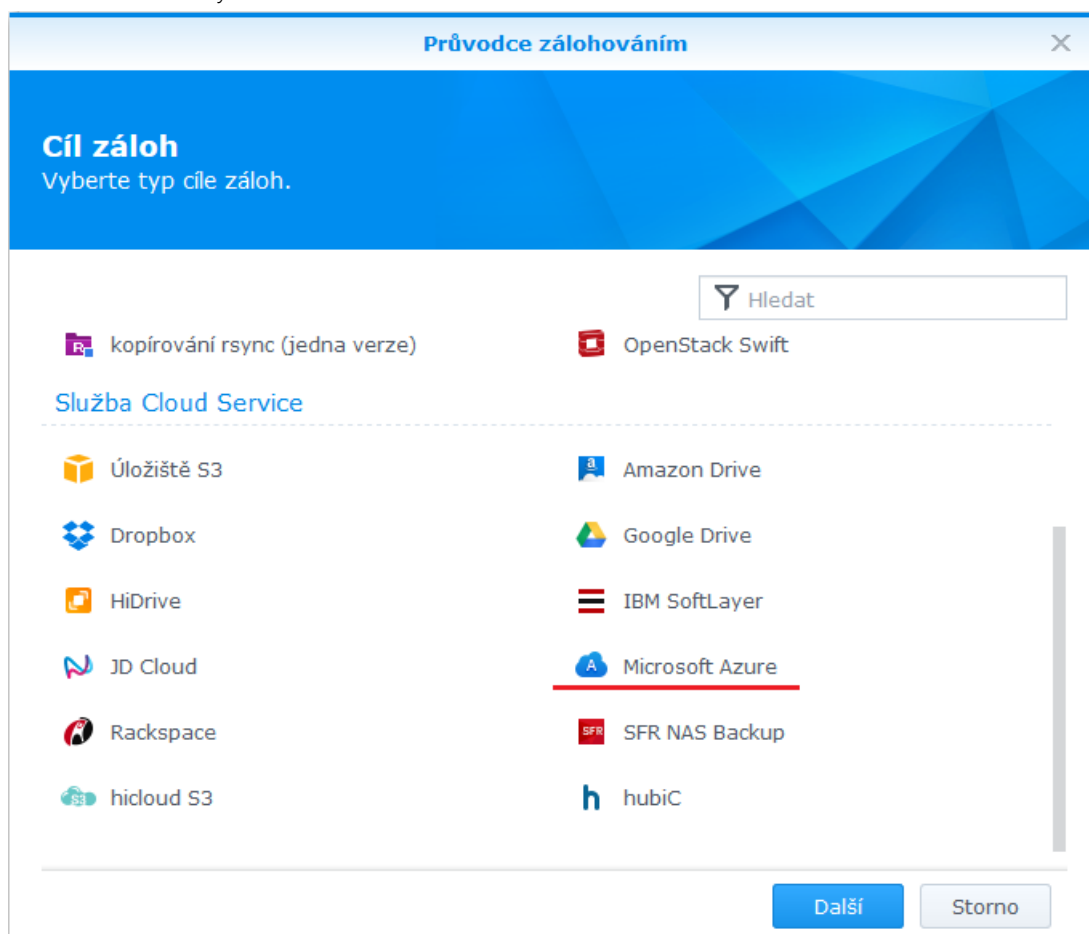 Průvodce zálohováním
Cíl záloh
Vyberte typ cíle záloh.
Hledat
kopírování rsync (jedna verze) OpenStack Swift
Služba Cloud Service
Úložiště S3 Amazon Drive
Dropbox Google Drive
HiDrive IBM SoftLayer
JD Cloud Microsoft Azure
Rackspace SFR NAS Backup
hicloud S3 hubiC
Další Storno